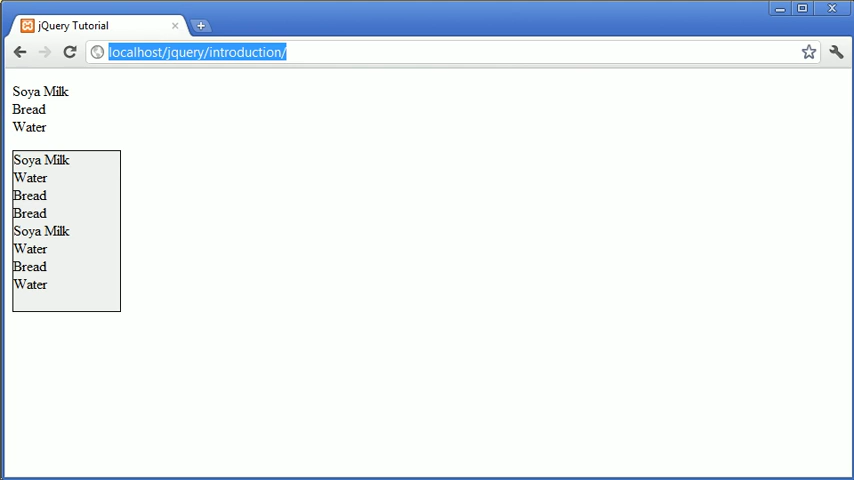 jQuery Tutorial
localhost/jquery/introduction/
Soya Milk
Bread
Water
Soya Milk
Water
Bread
Bread
Soya Milk
Water
Bread
Water